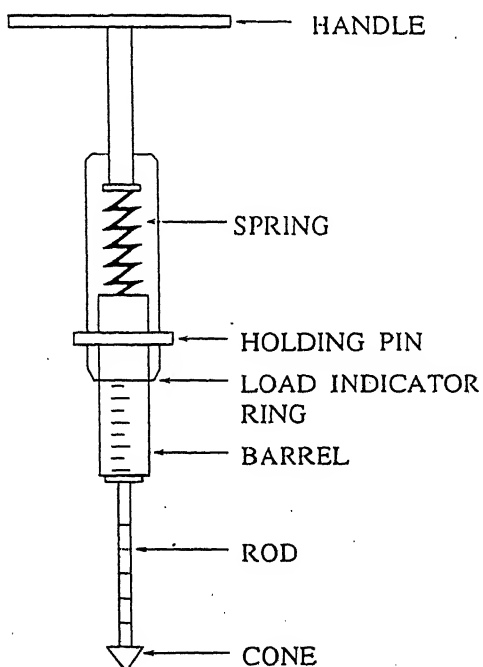 HANDLE
SPRING
HOLDING PIN
LOAD INDICATOR
RING
BARREL
ROD
CONE